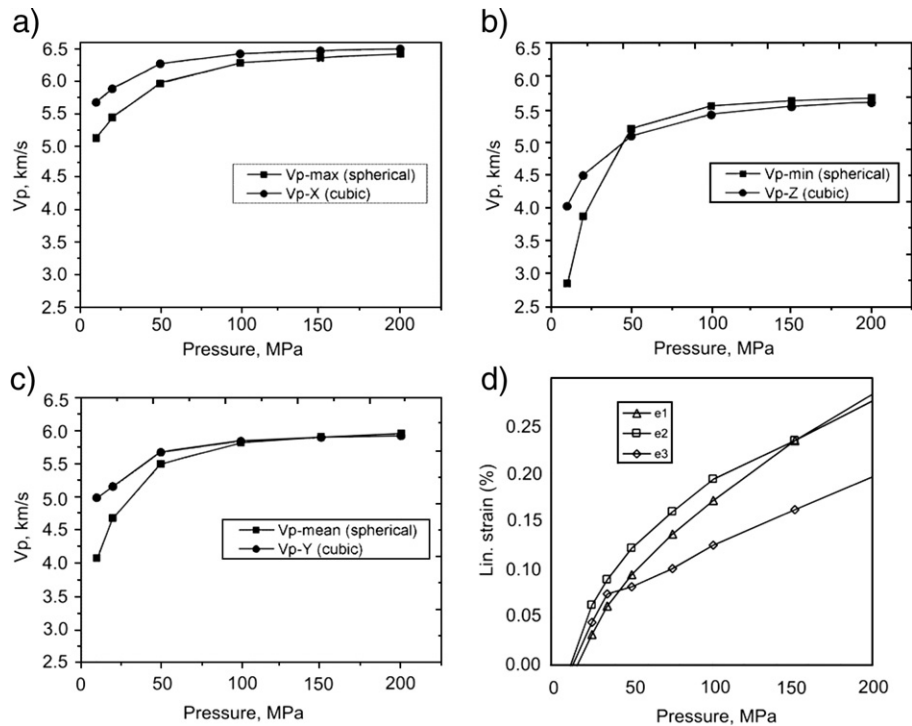 a)
6.5
6.0
5.5
5.0
4.5
4.0
3.5
3.0
2.5
Vp, km/s
Vp-max (spherical)
Vp-X (cubic)
0 50 100 150 200
Pressure, MPa
b)
6.5
6.0
5.5
5.0
4.5
4.0
3.5
3.0
2.5
Vp, km/s
Vp-min (spherical)
Vp-Z (cubic)
0 50 100 150 200
Pressure, MPa
c)
6.5
6.0
5.5
5.0
4.5
4.0
3.5
3.0
2.5
Vp, km/s
Vp-mean (spherical)
Vp-Y (cubic)
0 50 100 150 200
Pressure, MPa
d)
0.25
0.20
0.15
0.10
0.05
0.00
Lin. strain (%)
e1
e2
e3
0 50 100 150 200
Pressure, MPa